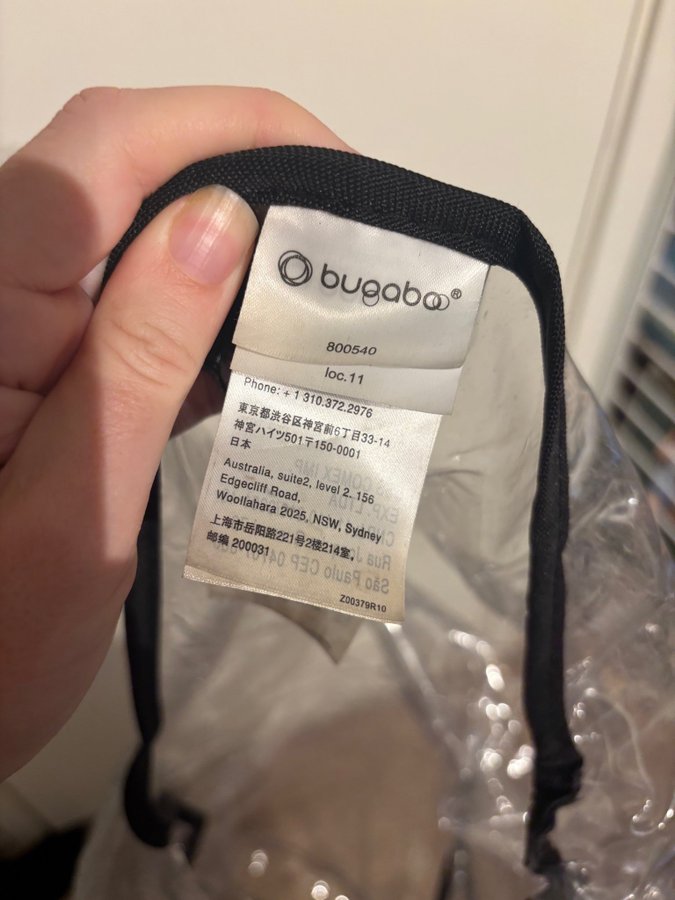 bugaboo®
800540
loc.11
Phone: + 1 310.372.2976
東京都渋谷区神宮前6丁目33-14
神宮ハイツ501〒150-0001
日本
Australia, suite2, level 2. 156
Edgecliff Road,
Woollahara 2025, NSW, Sydney
上海市岳阳路221号2楼214室,
邮编 200031
Z00379R10